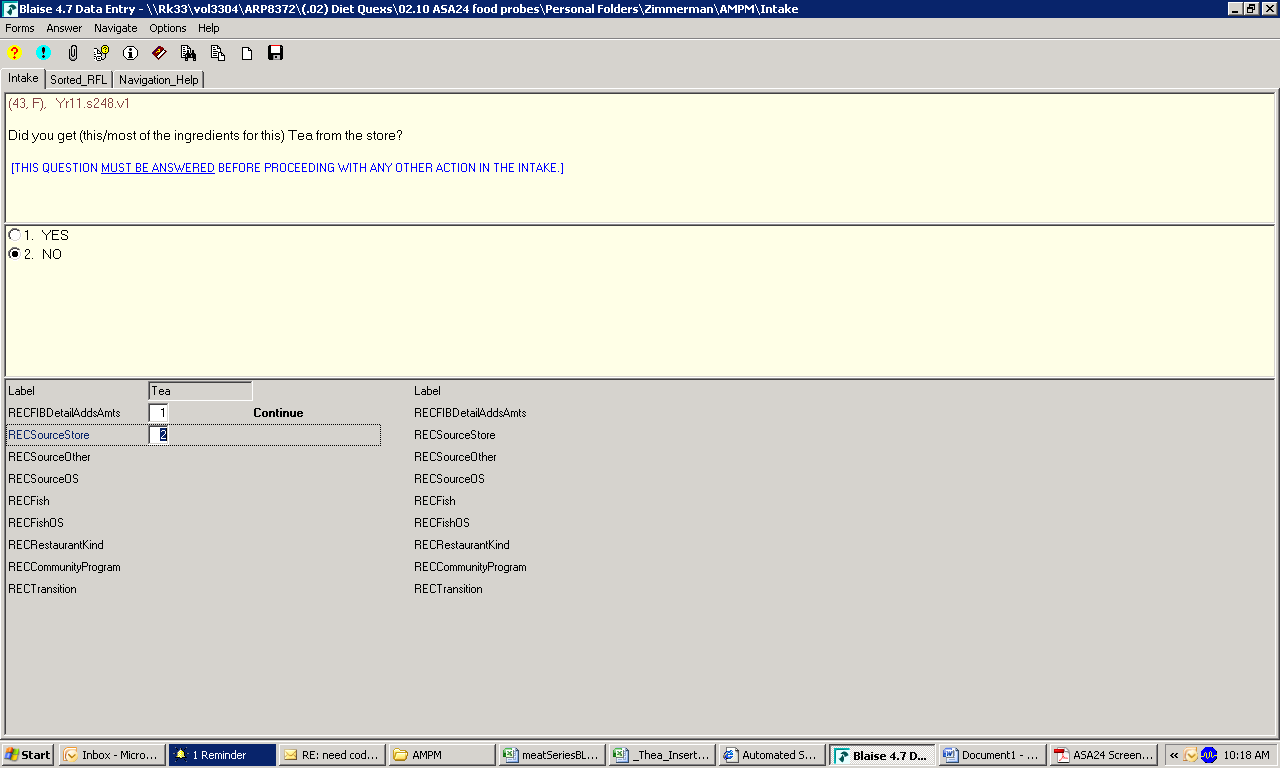 Blaise 4.7 Data Entry - \\Rk33\vol3304\ARP8372\(.02) Diet Quexs\02.10 ASA24 food probes\Personal Folders\Zimmerman\AMPM\Intake
Forms Answer Navigate Options Help
Intake Sorted_RFL Navigation_Help
(43, F), Yr11.s248.v1
Did you get (this/most of the ingredients for this) Tea from the store?
[THIS QUESTION MUST BE ANSWERED BEFORE PROCEEDING WITH ANY OTHER ACTION IN THE INTAKE.]
1. YES
2. NO
Label Tea Label
RECFIBDetailAddsAmts 1 Continue RECFIBDetailAddsAmts
RECSourceStore 2 RECSourceStore
RECSourceOther RECSourceOther
RECSourceOS RECSourceOS
RECFish RECFish
RECFishOS RECFishOS
RECRestaurantKind RECRestaurantKind
RECCommunityProgram RECCommunityProgram
RECTransition RECTransition
Start Inbox - Micro... 1 Reminder RE: need cod... AMPM meatSeriesBL... _Thea_Insert... Automated S... Blaise 4.7 D... Document1 - ... ASA24 Screen... « 10:18 AM